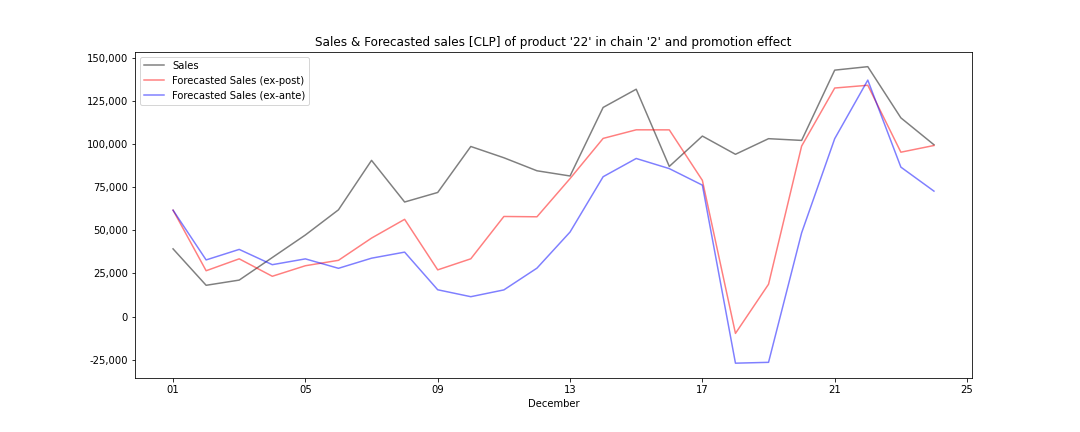 Sales & Forecasted sales [CLP] of product '22' in chain '2' and promotion effect
Sales
Forecasted Sales (ex-post)
Forecasted Sales (ex-ante)
150,000
125,000
100,000
75,000
50,000
25,000
0
-25,000
01 05 09 13 17 21 25
December